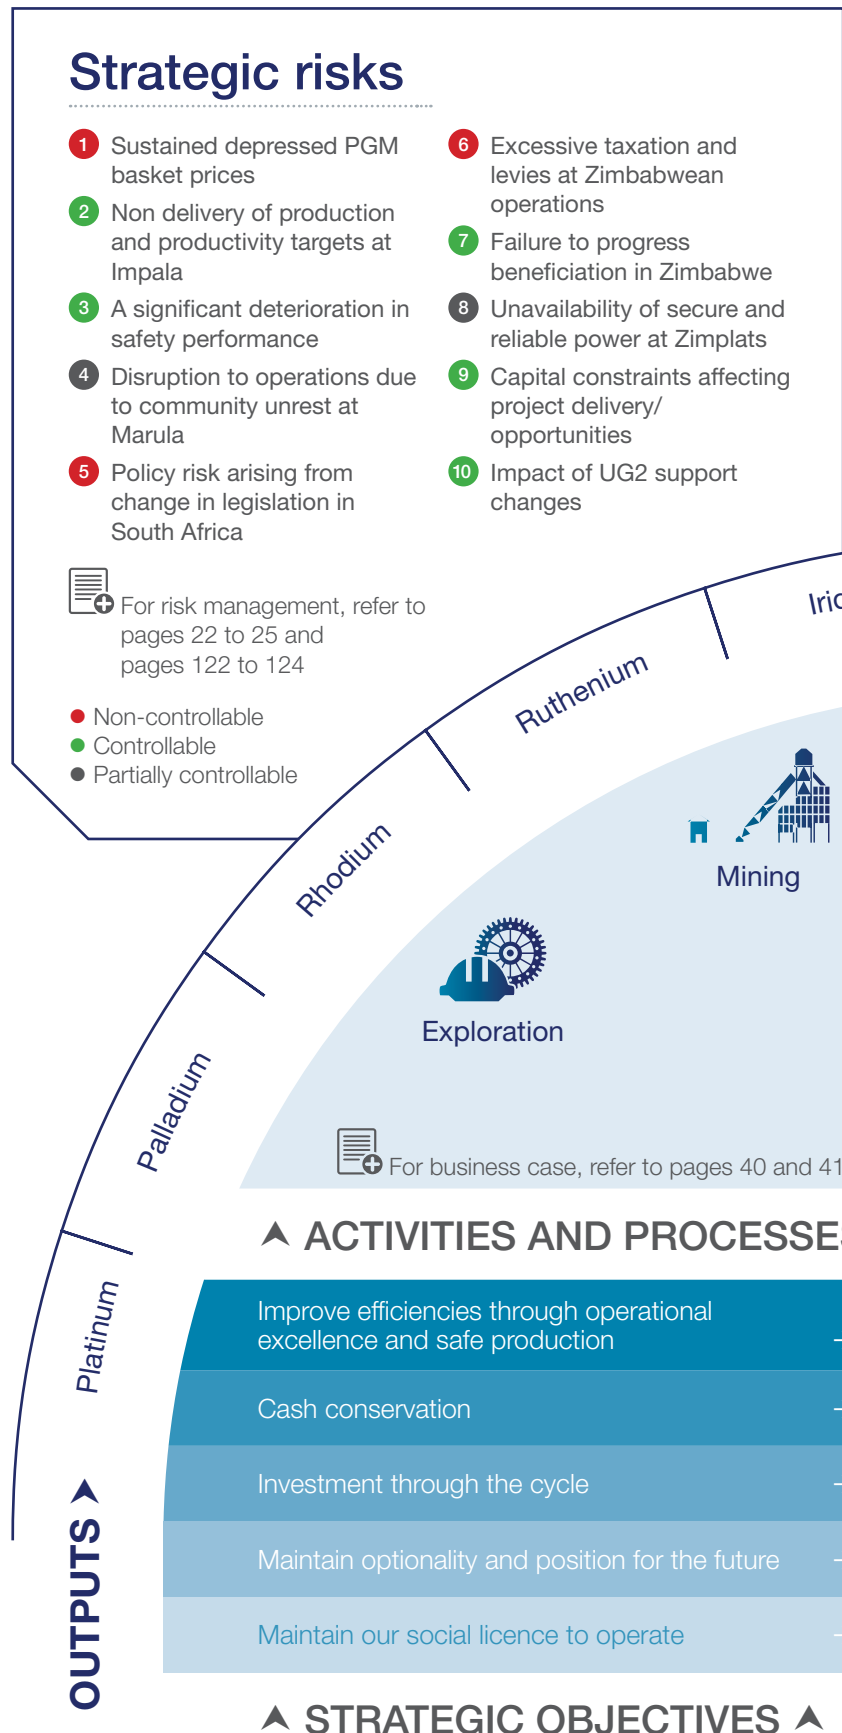 Strategic risks
1 Sustained depressed PGM
basket prices
2 Non delivery of production
and productivity targets at
Impala
3 A significant deterioration in
safety performance
4 Disruption to operations due
to community unrest at
Marula
5 Policy risk arising from
change in legislation in
South Africa
6 Excessive taxation and
levies at Zimbabwean
operations
7 Failure to progress
beneficiation in Zimbabwe
8 Unavailability of secure and
reliable power at Zimplats
9 Capital constraints affecting
project delivery/
opportunities
10 Impact of UG2 support
changes
For risk management, refer to
pages 22 to 25 and
pages 122 to 124
Non-controllable
Controllable
Partially controllable
Ruthenium
Rhodium
Palladium
Platinum
OUTPUTS
Mining
Exploration
For business case, refer to pages 40 and 41
ACTIVITIES AND PROCESSES
Improve efficiencies through operational
excellence and safe production
Cash conservation
Investment through the cycle
Maintain optionality and position for the future
Maintain our social licence to operate
STRATEGIC OBJECTIVES